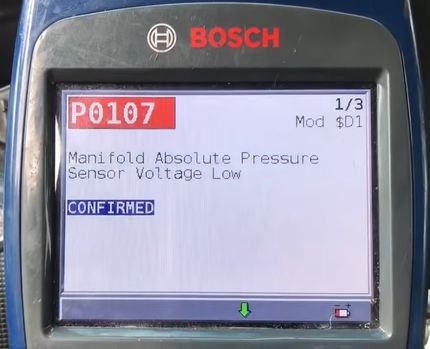 BOSCH
P0107
1/3
Mod $D1
Manifold Absolute Pressure
Sensor Voltage Low
CONFIRMED